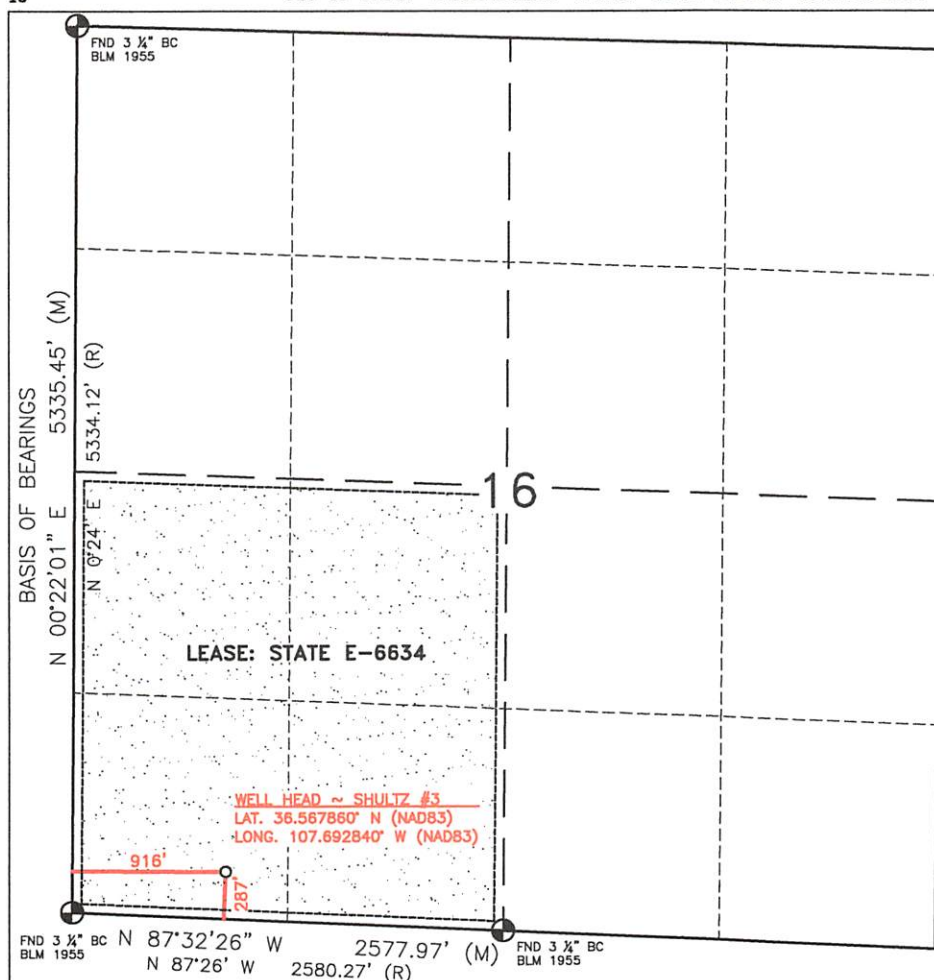 FND 3 ¼" BC
BLM 1955
BASIS OF BEARINGS
N 00°22'01" E 5335.45' (M)
N 0°24' E 5334.12' (R)
16
LEASE: STATE E-6634
WELL HEAD ~ SHULTZ #3
LAT. 36.567860° N (NAD83)
LONG. 107.692840° W (NAD83)
916'
287'
FND 3 ¼" BC
BLM 1955
N 87°32'26" W 2577.97' (M)
N 87°26' W 2580.27' (R)
FND 3 ¼" BC
BLM 1955